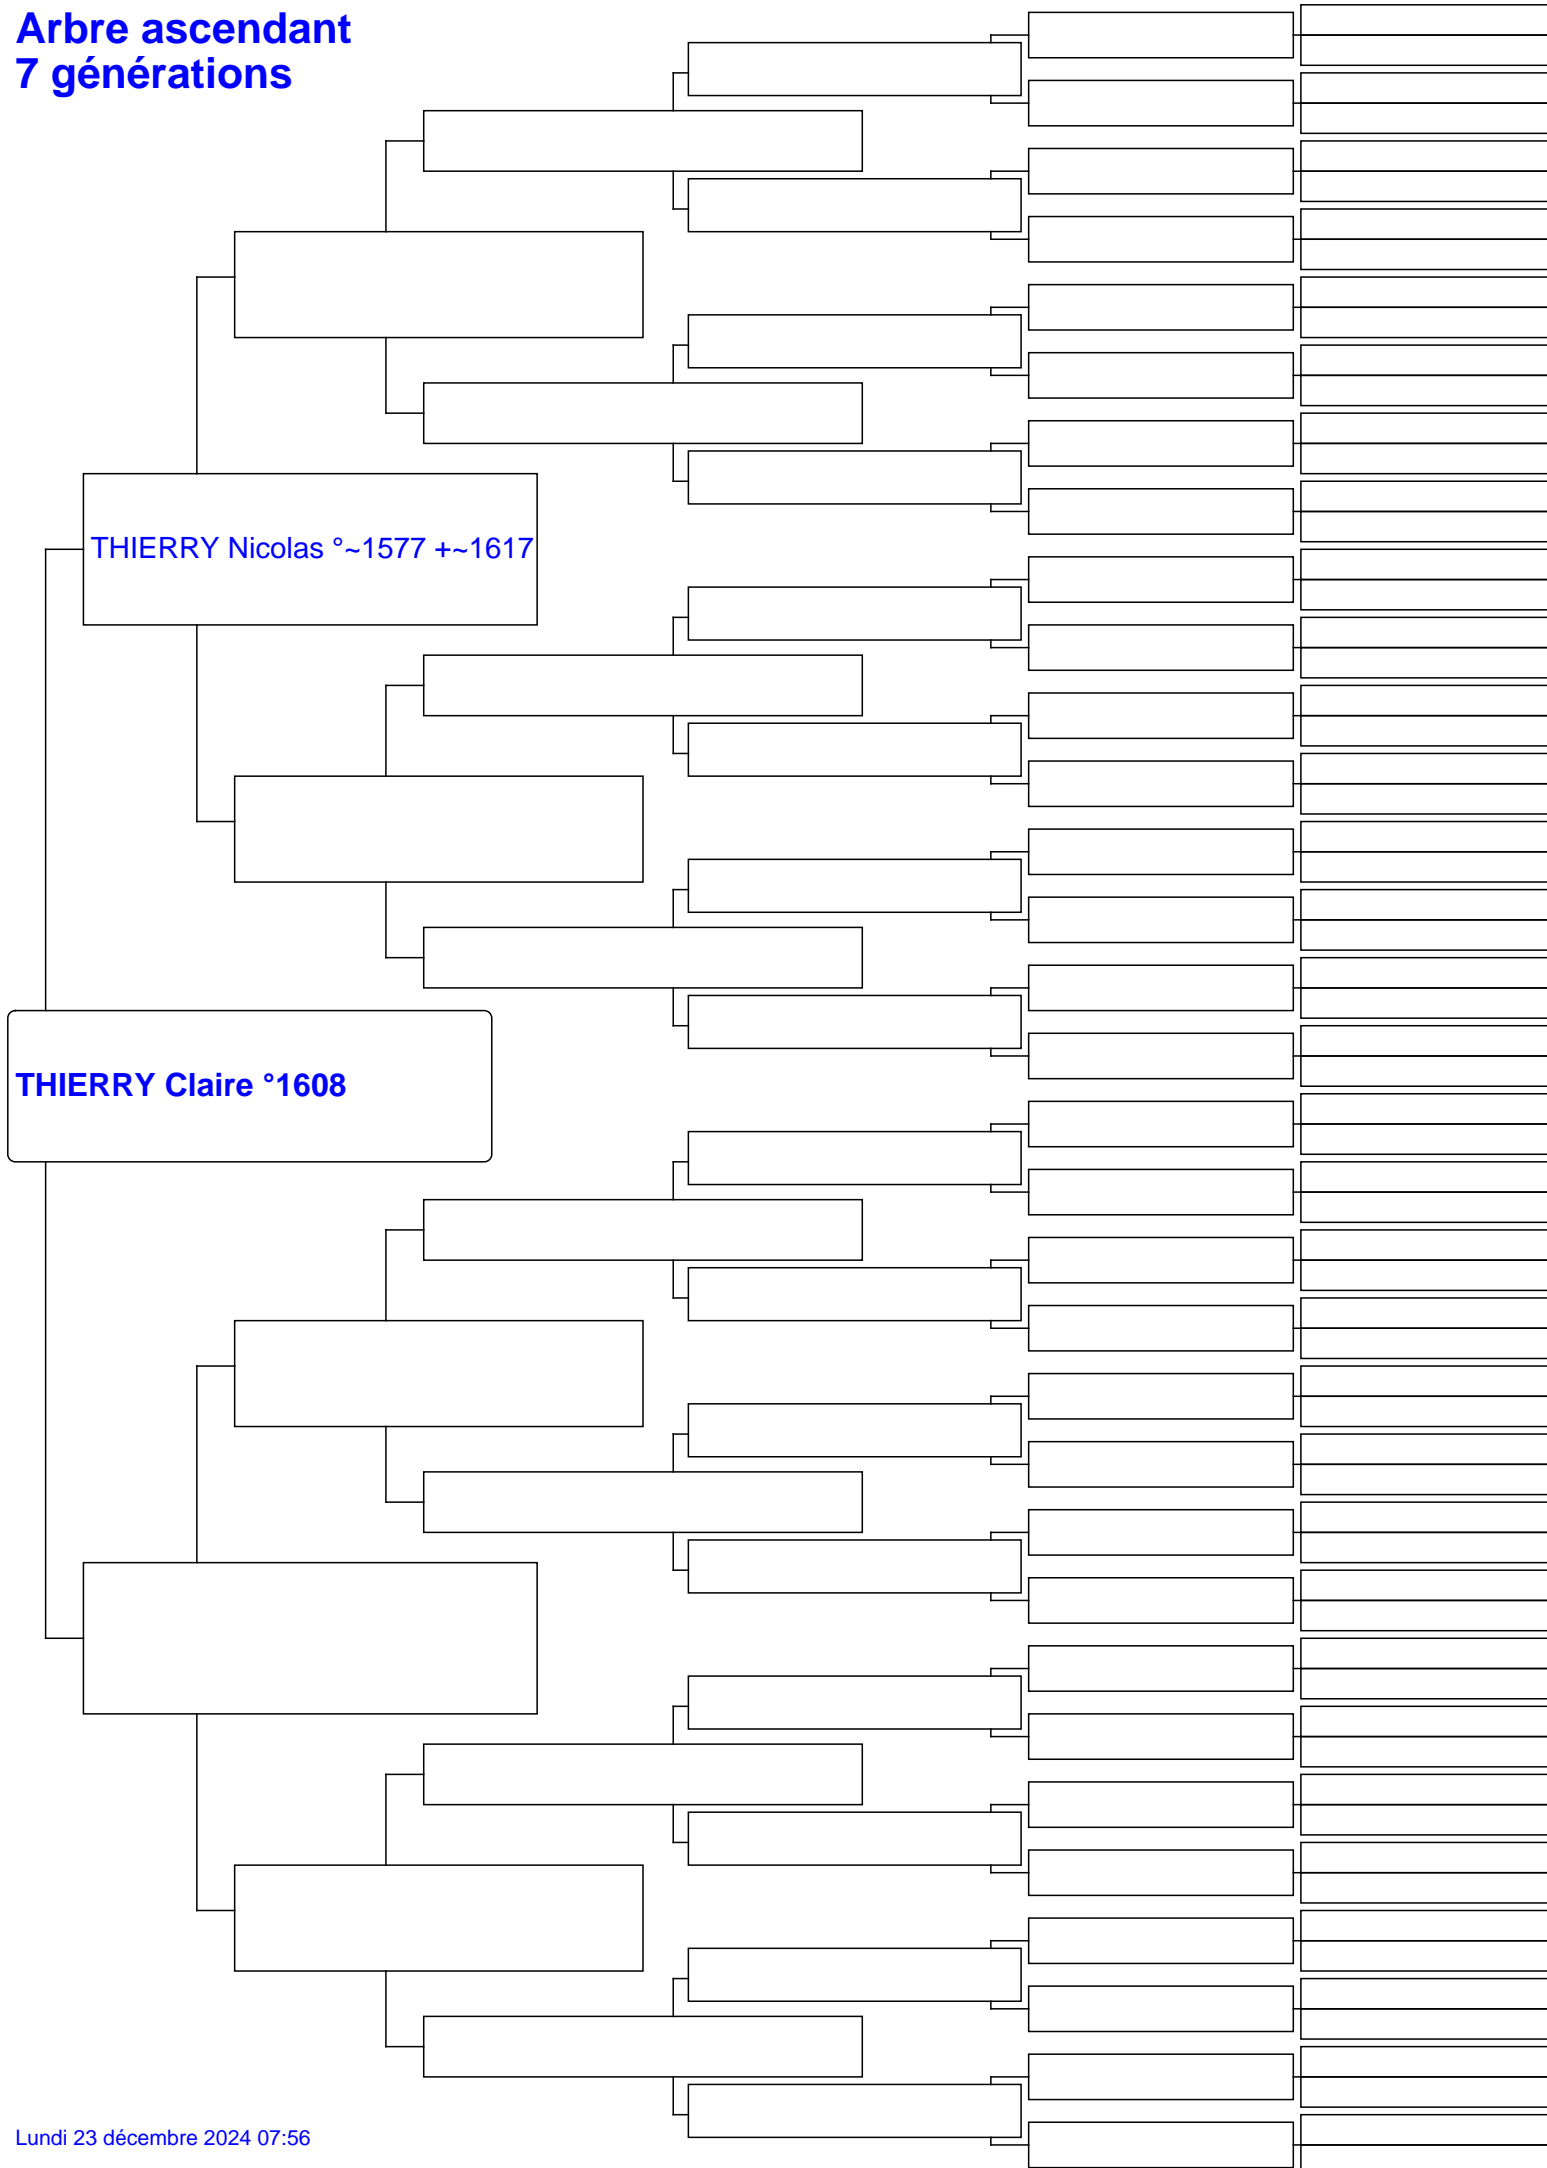 Arbre ascendant
7 générations
THIERRY Nicolas °~1577 +~1617
THIERRY Claire °1608
Lundi 23 décembre 2024 07:56